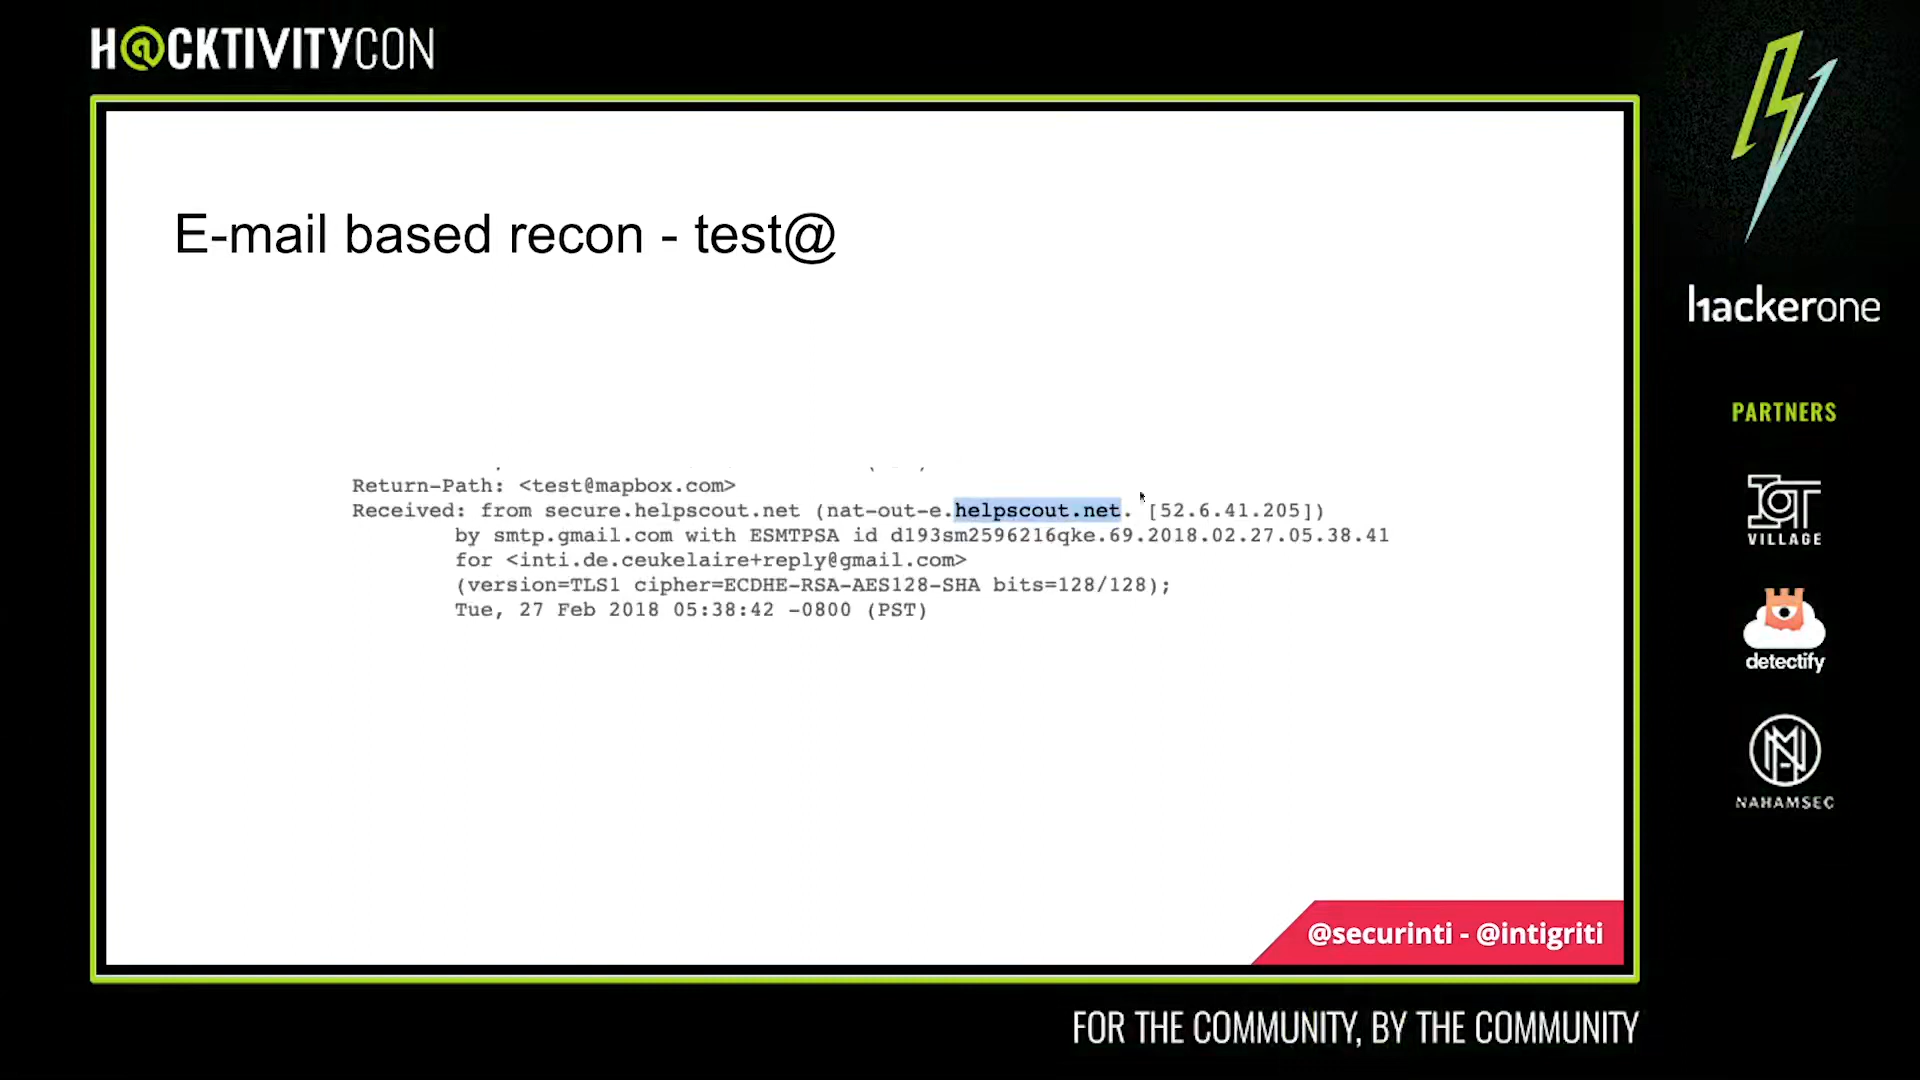 H@CKTIVITYCON
E-mail based recon - test@
Return-Path: <test@mapbox.com>
Received: from secure.helpscout.net (nat-out-e.helpscout.net. [52.6.41.205])
by smtp.gmail.com with ESMTPSA id d193sm2596216qke.69.2018.02.27.05.38.41
for <inti.de.ceukelaire+reply@gmail.com>
(version=TLS1 cipher=ECDHE-RSA-AES128-SHA bits=128/128);
Tue, 27 Feb 2018 05:38:42 -0800 (PST)
@securinti - @intigriti
FOR THE COMMUNITY, BY THE COMMUNITY
hackerone
PARTNERS
IOT
VILLAGE
detectify
NAHAMSEC